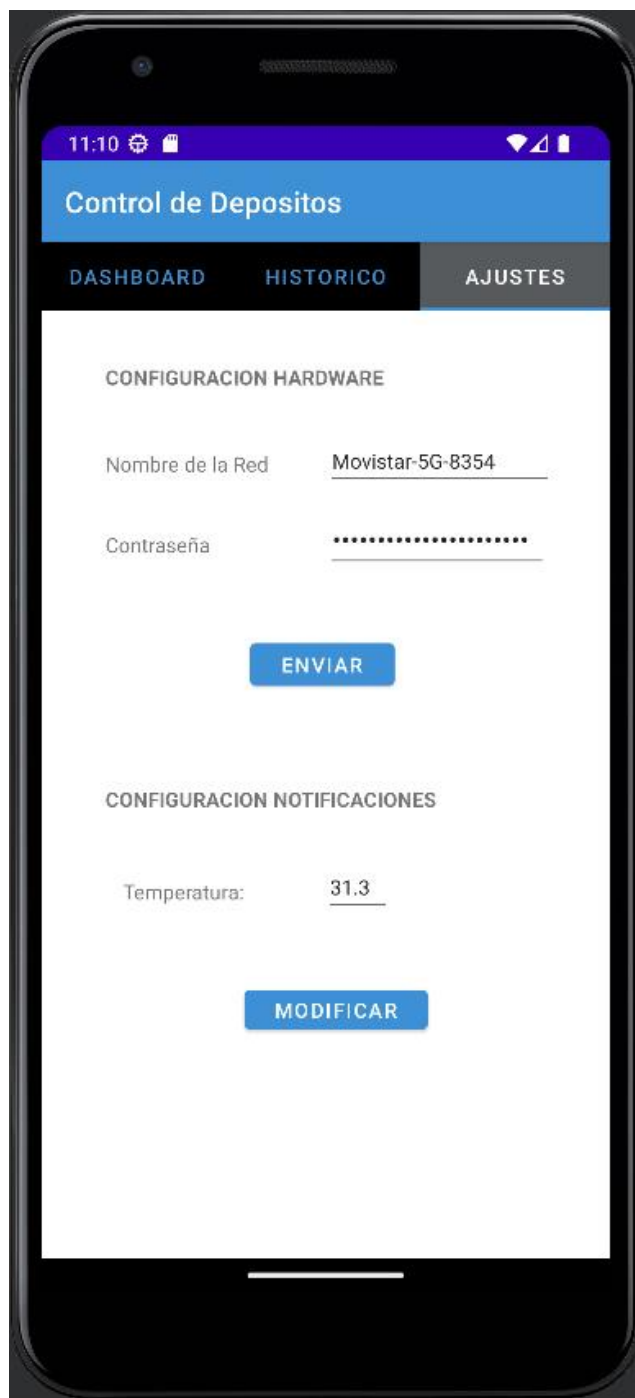 11:10
Control de Depositos
DASHBOARD HISTORICO AJUSTES
CONFIGURACION HARDWARE
Nombre de la Red Movistar-5G-8354
Contraseña ••••••••••••••••••••••
ENVIAR
CONFIGURACION NOTIFICACIONES
Temperatura: 31.3
MODIFICAR